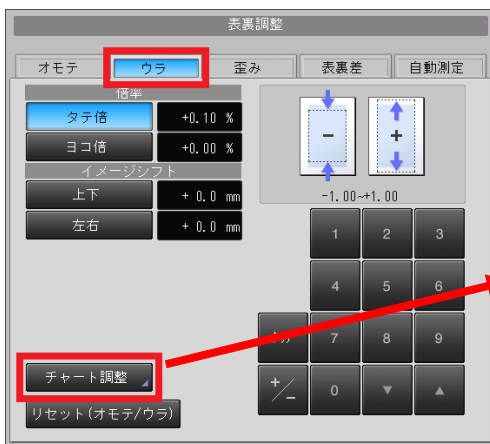 表裏調整
オモテ ウラ 歪み 表裏差 自動測定
倍率
タテ倍 +0.10 %
ヨコ倍 +0.00 %
イメージシフト
上下 + 0.0 mm
左右 + 0.0 mm
- +
-1.00~+1.00
1 2 3
4 5 6
7 8 9
+/- 0 ▼ ▲
チャート調整
リセット(オモテ/ウラ)